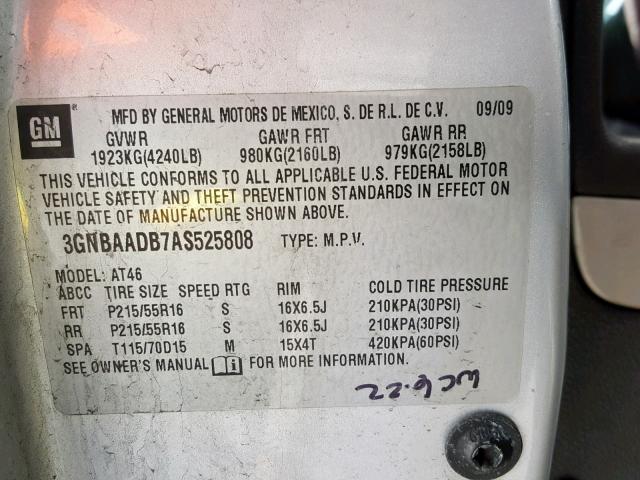 GM
MFD BY GENERAL MOTORS DE MEXICO, S. DE R.L. DE C.V. 09/09
GVWR GAWR FRT GAWR RR
1923KG(4240LB) 980KG(2160LB) 979KG(2158LB)
THIS VEHICLE CONFORMS TO ALL APPLICABLE U.S. FEDERAL MOTOR
VEHICLE SAFETY AND THEFT PREVENTION STANDARDS IN EFFECT ON
THE DATE OF MANUFACTURE SHOWN ABOVE.
3GNBAADB7AS525808 TYPE: M.P.V.
MODEL: AT46
ABCC TIRE SIZE SPEED RTG RIM COLD TIRE PRESSURE
FRT P215/55R16 S 16X6.5J 210KPA(30PSI)
RR P215/55R16 S 16X6.5J 210KPA(30PSI)
SPA T115/70D15 M 15X4T 420KPA(60PSI)
SEE OWNER'S MANUAL FOR MORE INFORMATION.
WC 6-22